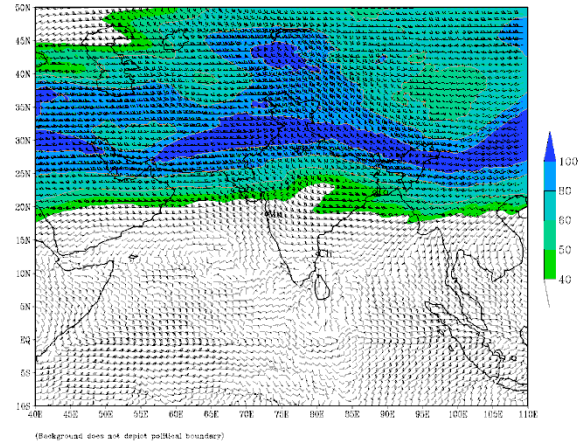 50N
45N
40N
35N
30N
25N
20N
15N
10N
5N
EQ
5S
10S
40E 45E 50E 55E 60E 65E 70E 75E 80E 85E 90E 95E 100E 105E 110E
100
80
60
40
(Background does not depict political boundary)